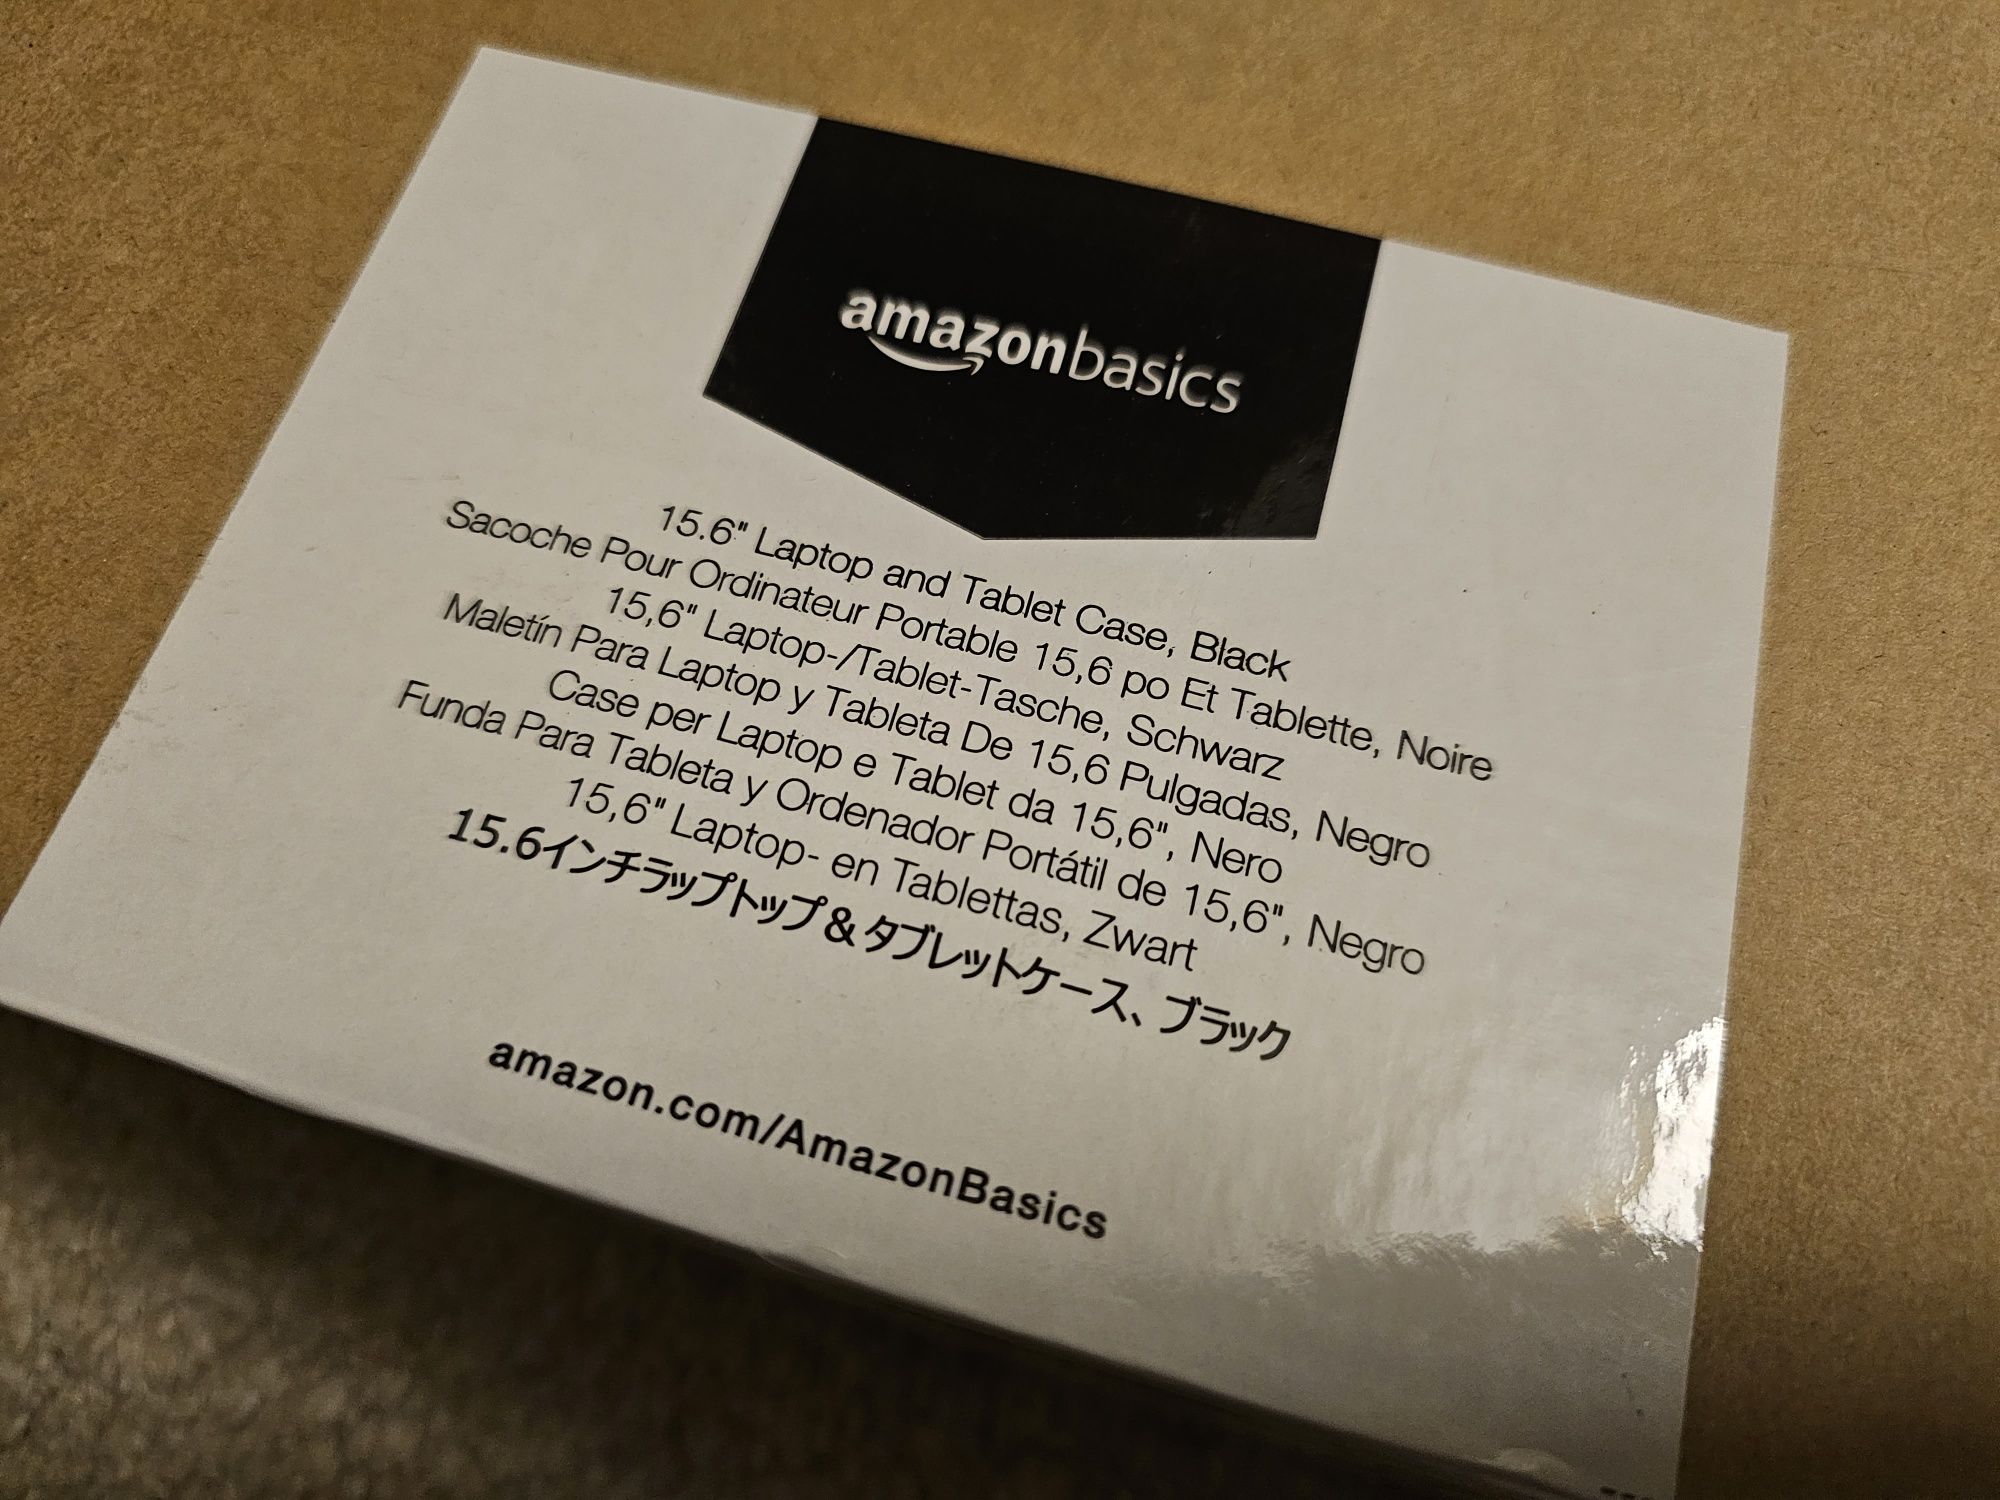 amazonbasics
15.6" Laptop and Tablet Case, Black
Sacoche Pour Ordinateur Portable 15,6 po Et Tablette, Noire
15,6" Laptop-/Tablet-Tasche, Schwarz
Maletín Para Laptop y Tableta De 15,6 Pulgadas, Negro
Case per Laptop e Tablet da 15,6", Nero
Funda Para Tableta y Ordenador Portátil de 15,6", Negro
15,6" Laptop- en Tablettas, Zwart
15.6インチラップトップ&タブレットケース、ブラック
amazon.com/AmazonBasics